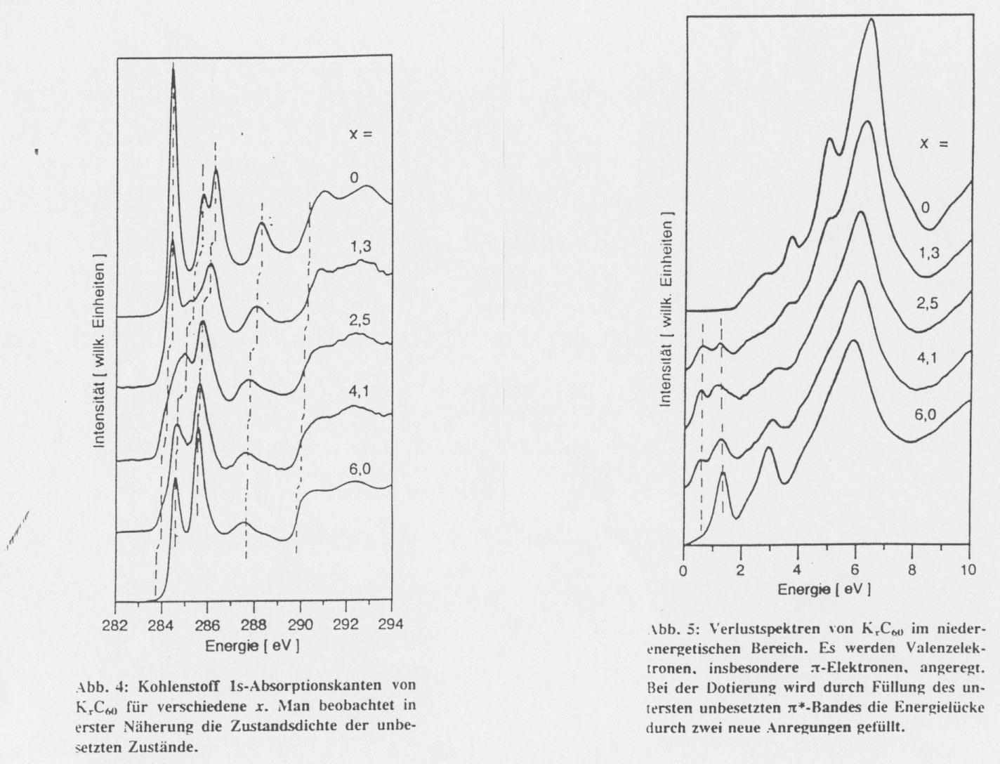 Intensität [ willk. Einheiten ]
x =
0
1,3
2,5
4,1
6,0
282 284 286 288 290 292 294
Energie [ eV ]
Abb. 4: Kohlenstoff 1s-Absorptionskanten von
KₓC₆₀ für verschiedene x. Man beobachtet in
erster Näherung die Zustandsdichte der unbe-
setzten Zustände.
Intensität [ willk. Einheiten ]
x =
0
1,3
2,5
4,1
6,0
0 2 4 6 8 10
Energie [ eV ]
Abb. 5: Verlustspektren von KₓC₆₀ im nieder-
energetischen Bereich. Es werden Valenzelek-
tronen, insbesondere π-Elektronen, angeregt.
Bei der Dotierung wird durch Füllung des un-
tersten unbesetzten π*-Bandes die Energielücke
durch zwei neue Anregungen gefüllt.